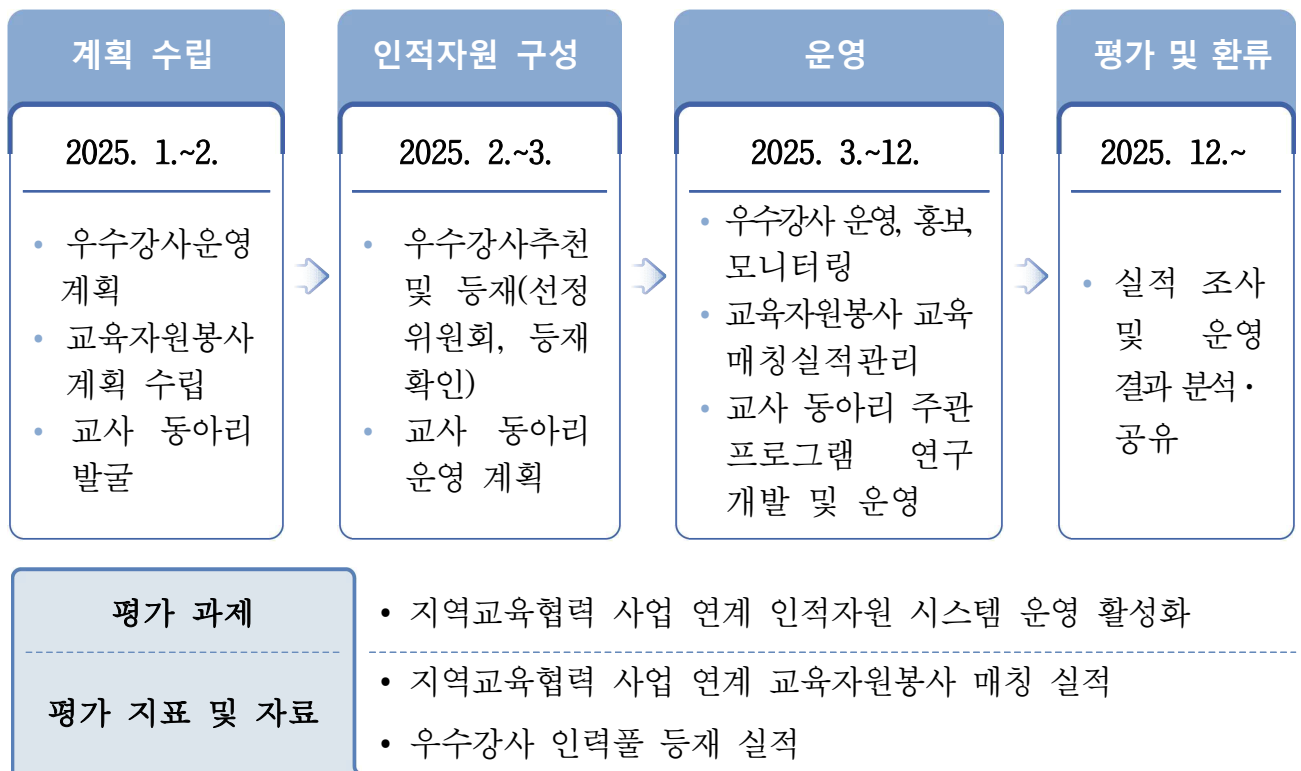 계획 수립
2025. 1.~2.
• 우수강사운영
계획
• 교육자원봉사
계획 수립
• 교사 동아리
발굴
인적자원 구성
2025. 2.~3.
• 우수강사추천
및 등재(선정
위원회, 등재
확인)
• 교사 동아리
운영 계획
운영
2025. 3.~12.
• 우수강사 운영, 홍보,
모니터링
• 교육자원봉사 교육
매칭실적관리
• 교사 동아리 주관
프로그램 연구
개발 및 운영
평가 및 환류
2025. 12.~
• 실적 조사
및 운영
결과 분석·
공유
평가 과제
• 지역교육협력 사업 연계 인적자원 시스템 운영 활성화
평가 지표 및 자료
• 지역교육협력 사업 연계 교육자원봉사 매칭 실적
• 우수강사 인력풀 등재 실적